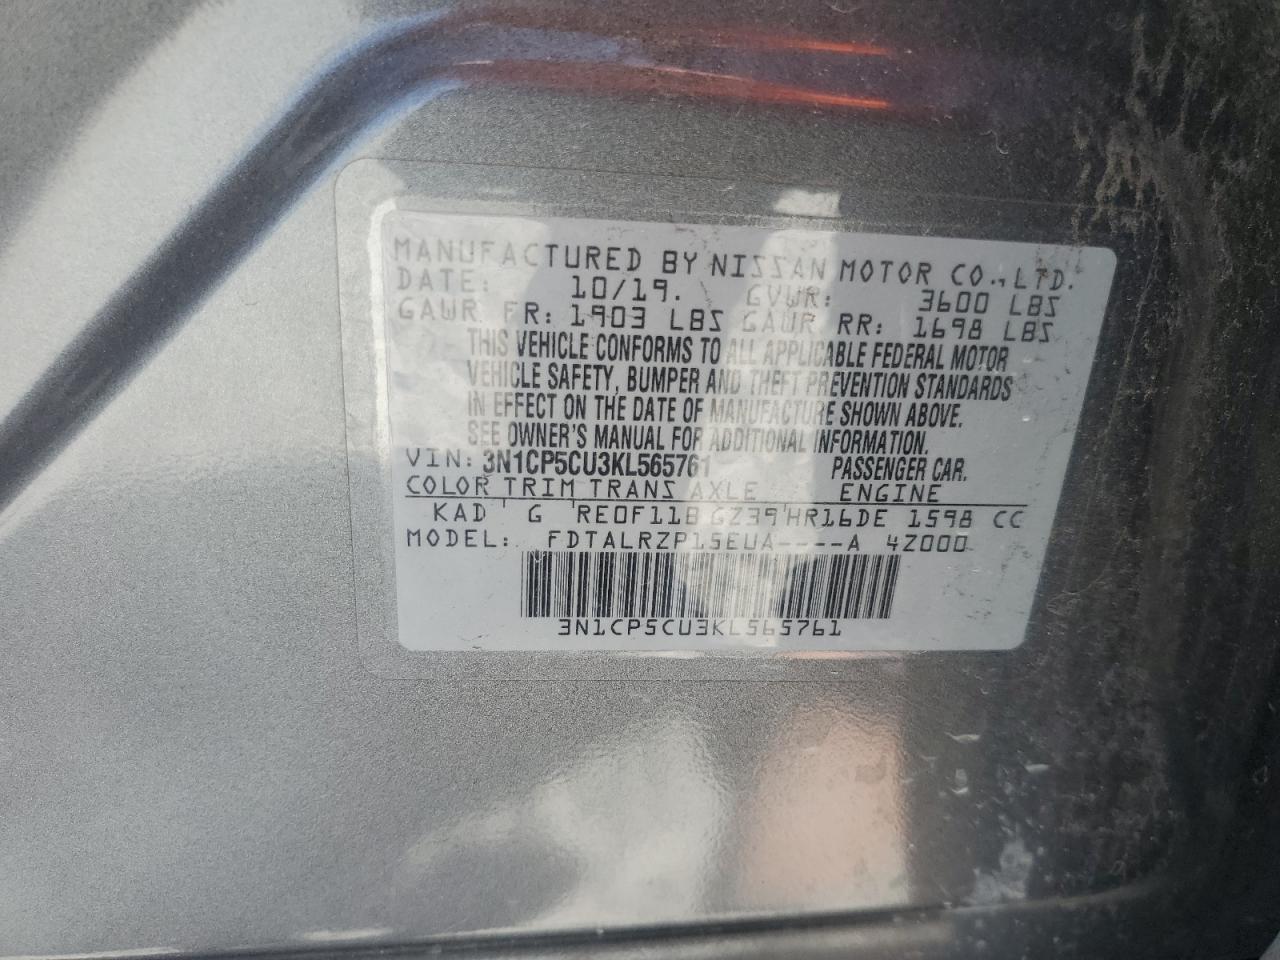 MANUFACTURED BY NISSAN MOTOR CO., LTD.
DATE: 10/19. GVWR: 3600 LBS
GAWR FR: 1903 LBS GAWR RR: 1698 LBS
THIS VEHICLE CONFORMS TO ALL APPLICABLE FEDERAL MOTOR
VEHICLE SAFETY, BUMPER AND THEFT PREVENTION STANDARDS
IN EFFECT ON THE DATE OF MANUFACTURE SHOWN ABOVE.
SEE OWNER'S MANUAL FOR ADDITIONAL INFORMATION.
VIN: 3N1CP5CU3KL565761 PASSENGER CAR.
COLOR TRIM TRANS AXLE ENGINE
KAD G RE0F11B GZ39 HR16DE 1598 CC
MODEL: FDTALRZP15EUA----A 4Z000
3N1CP5CU3KL565761